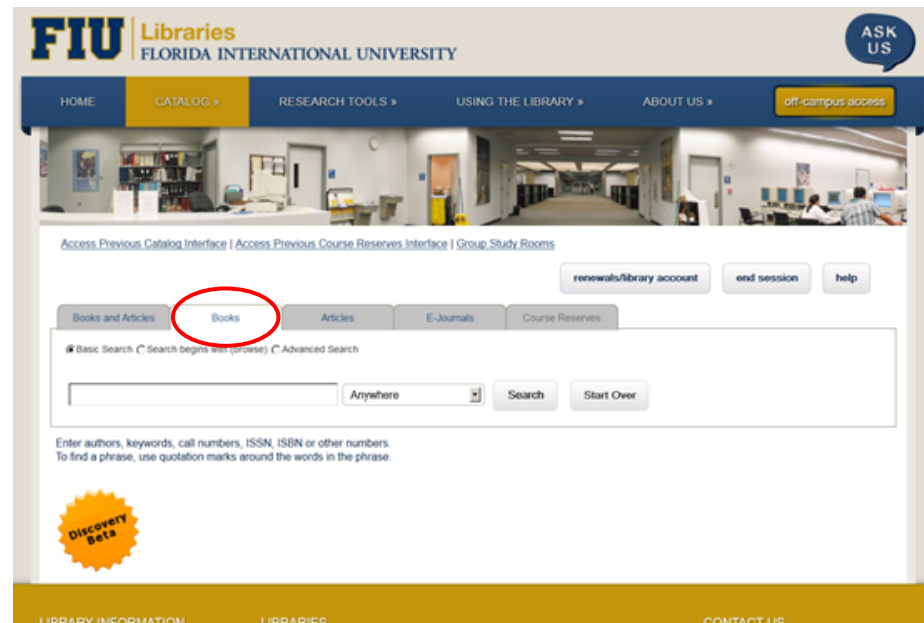 FIU Libraries
FLORIDA INTERNATIONAL UNIVERSITY
ASK
US
HOME CATALOG » RESEARCH TOOLS » USING THE LIBRARY » ABOUT US » off-campus access
Access Previous Catalog Interface | Access Previous Course Reserves Interface | Group Study Rooms
renewals/library account end session help
Books and Articles Books Articles E-Journals Course Reserves
Basic Search Search begins with (browse) Advanced Search
Anywhere Search Start Over
Enter authors, keywords, call numbers, ISSN, ISBN or other numbers.
To find a phrase, use quotation marks around the words in the phrase.
Discovery
Beta
LIBRARY INFORMATION LIBRARIES CONTACT US